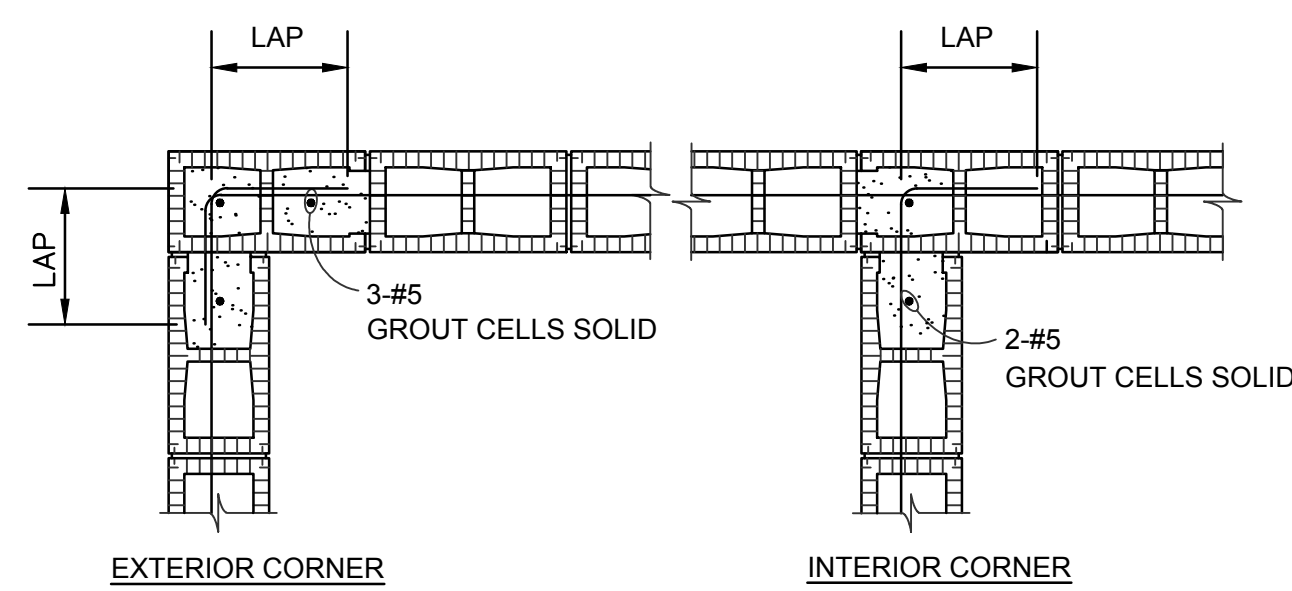 LAP
LAP
LAP
3-#5
GROUT CELLS SOLID
2-#5
GROUT CELLS SOLID
EXTERIOR CORNER
INTERIOR CORNER